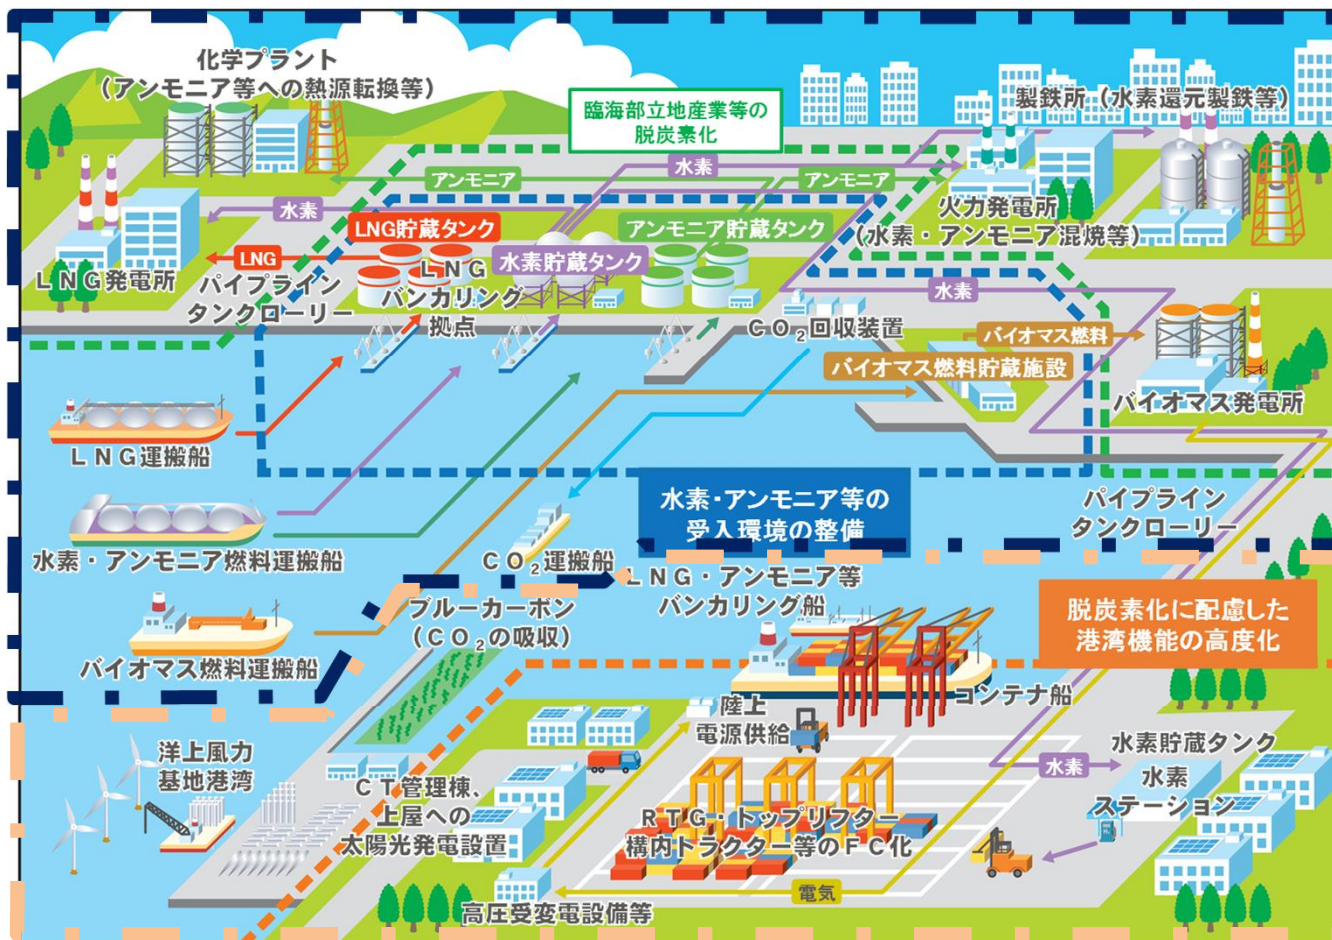 化学プラント
(アンモニア等への熱源転換等)
臨海部立地産業等の
脱炭素化
製鉄所(水素還元製鉄等)
水素
アンモニア
アンモニア
水素
火力発電所
(水素・アンモニア混焼等)
LNG貯蔵タンク
アンモニア貯蔵タンク
水素貯蔵タンク
LNG
LNG発電所
パイプライン
タンクローリー
LNG
バンカリング
拠点
水素
CO₂回収装置
バイオマス燃料
バイオマス燃料貯蔵施設
バイオマス発電所
LNG運搬船
水素・アンモニア等の
受入環境の整備
パイプライン
タンクローリー
水素・アンモニア燃料運搬船
CO₂運搬船
LNG・アンモニア等
バンカリング船
ブルーカーボン
(CO₂の吸収)
脱炭素化に配慮した
港湾機能の高度化
バイオマス燃料運搬船
コンテナ船
陸上
電源供給
洋上風力
基地港湾
水素貯蔵タンク
水素
水素
ステーション
CT管理棟、
上屋への
太陽光発電設置
RTG・トップリフター
構内トラクター等のFC化
電気
高圧受変電設備等